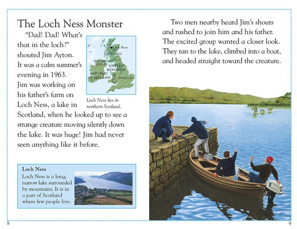 The Loch Ness Monster
"Dad! Dad! What's
that in the loch?"
shouted Jim Ayton.
It was a calm summer's
evening in 1963.
Jim was working on
his father's farm on
Loch Ness, a lake in
Scotland, when he looked up to see a
strange creature moving silently down
the lake. It was huge! Jim had never
seen anything like it before.
Loch Ness lies in
northern Scotland.
Loch Ness
Loch Ness is a long,
narrow lake surrounded
by mountains. It is in
a part of Scotland
where few people live.
Two men nearby heard Jim's shouts
and rushed to join him and his father.
The excited group wanted a closer look.
They ran to the lake, climbed into a boat,
and headed straight toward the creature.